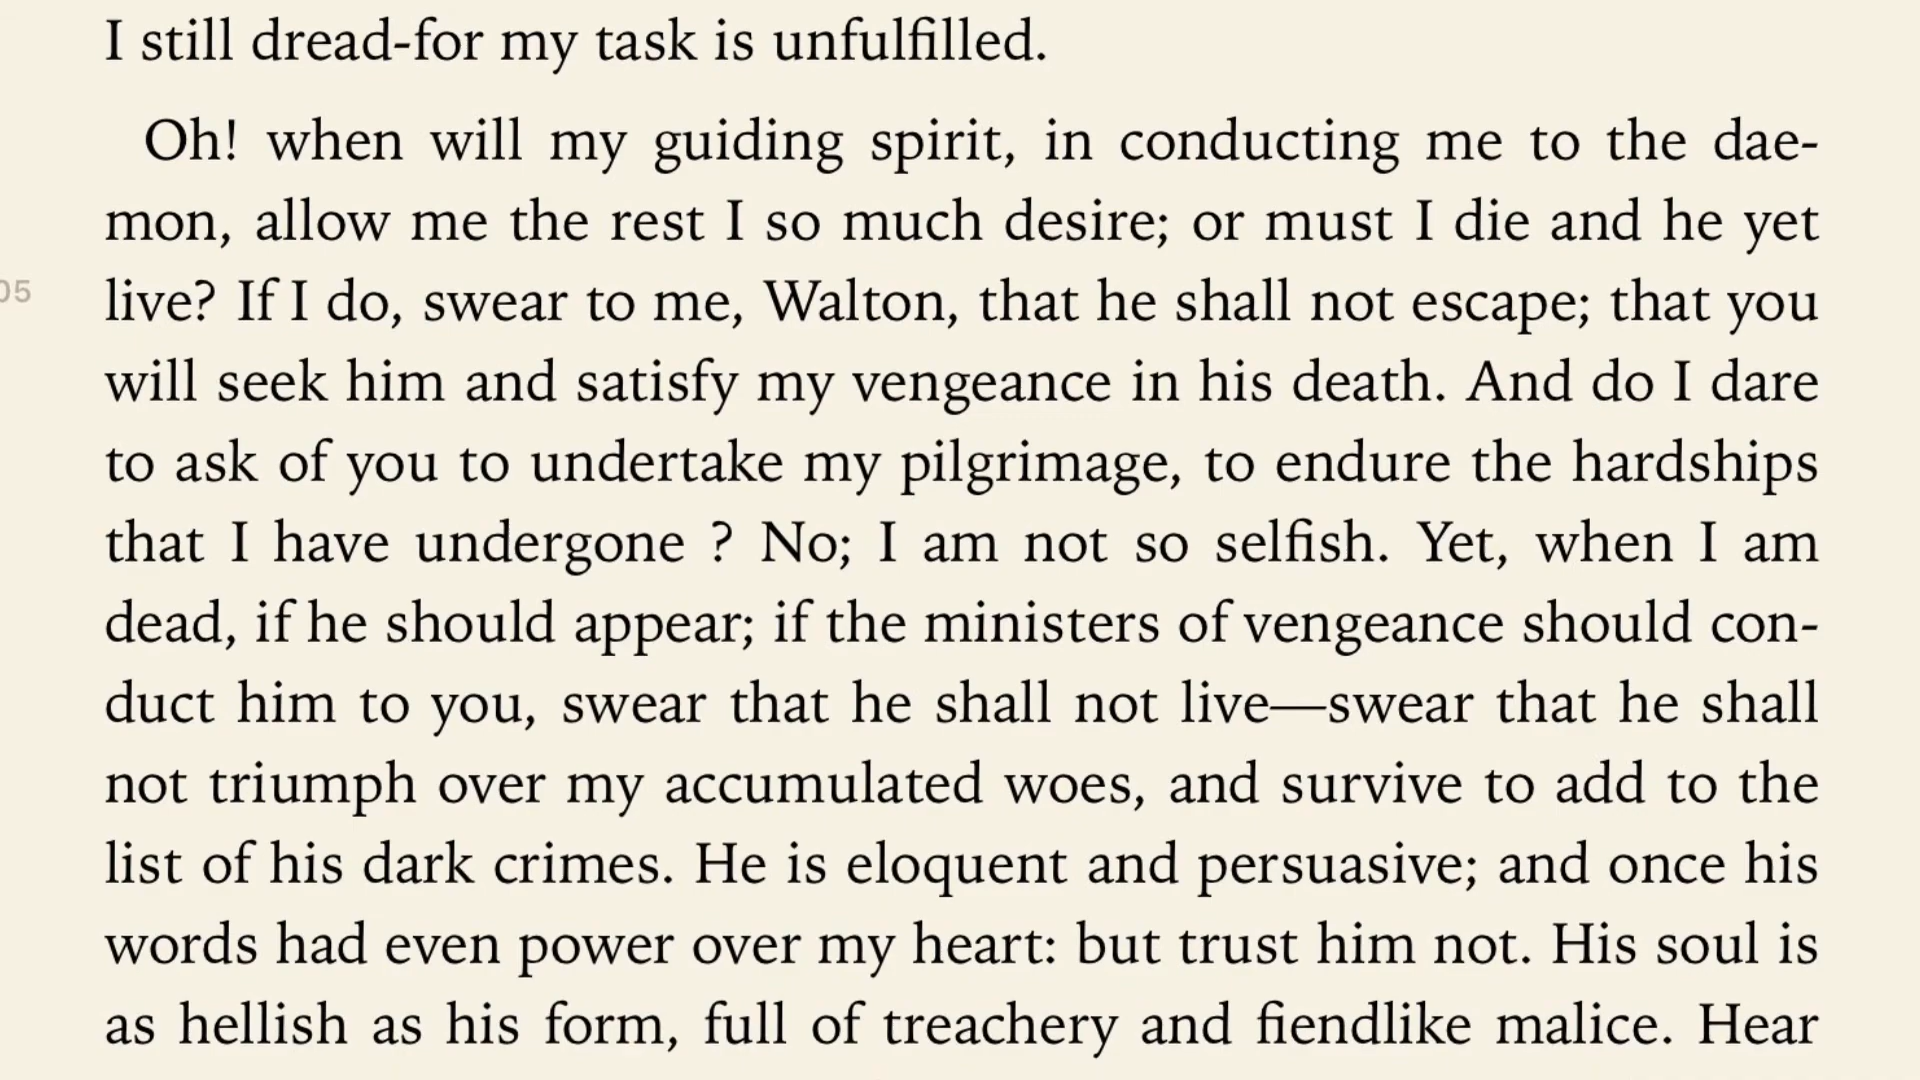 I still dread-for my task is unfulfilled.
Oh! when will my guiding spirit, in conducting me to the dae-
mon, allow me the rest I so much desire; or must I die and he yet
05
live? If I do, swear to me, Walton, that he shall not escape; that you
will seek him and satisfy my vengeance in his death. And do I dare
to ask of you to undertake my pilgrimage, to endure the hardships
that I have undergone ? No; I am not so selfish. Yet, when I am
dead, if he should appear; if the ministers of vengeance should con-
duct him to you, swear that he shall not live—swear that he shall
not triumph over my accumulated woes, and survive to add to the
list of his dark crimes. He is eloquent and persuasive; and once his
words had even power over my heart: but trust him not. His soul is
as hellish as his form, full of treachery and fiendlike malice. Hear